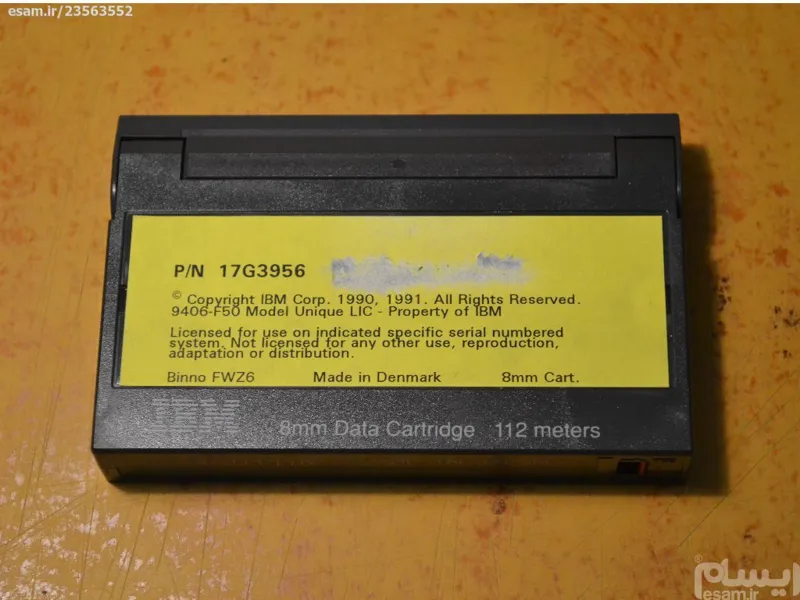 esam.ir/23563552
P/N 17G3956
© Copyright IBM Corp. 1990, 1991. All Rights Reserved.
9406-F50 Model Unique LIC - Property of IBM
Licensed for use on indicated specific serial numbered
system. Not licensed for any other use, reproduction,
adaptation or distribution.
Binno FWZ6 Made in Denmark 8mm Cart.
IBM 8mm Data Cartridge 112 meters
® ایسام
esam.ir